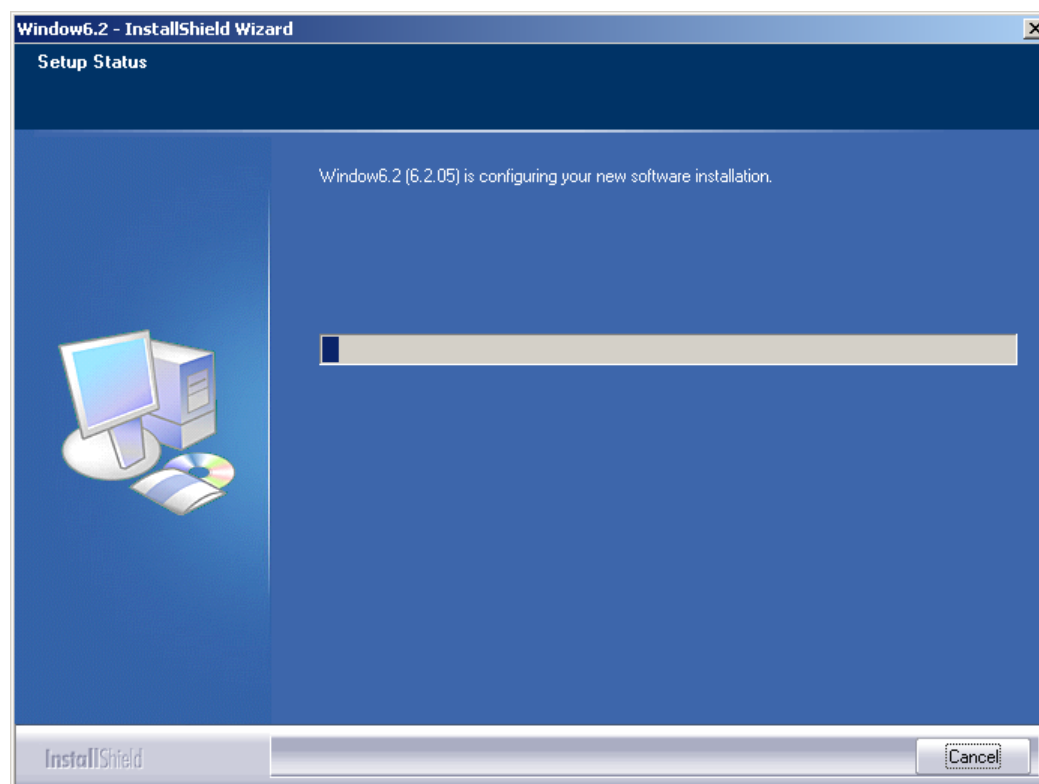 Window6.2 - InstallShield Wizard
Setup Status
Window6.2 (6.2.05) is configuring your new software installation.
InstallShield
Cancel